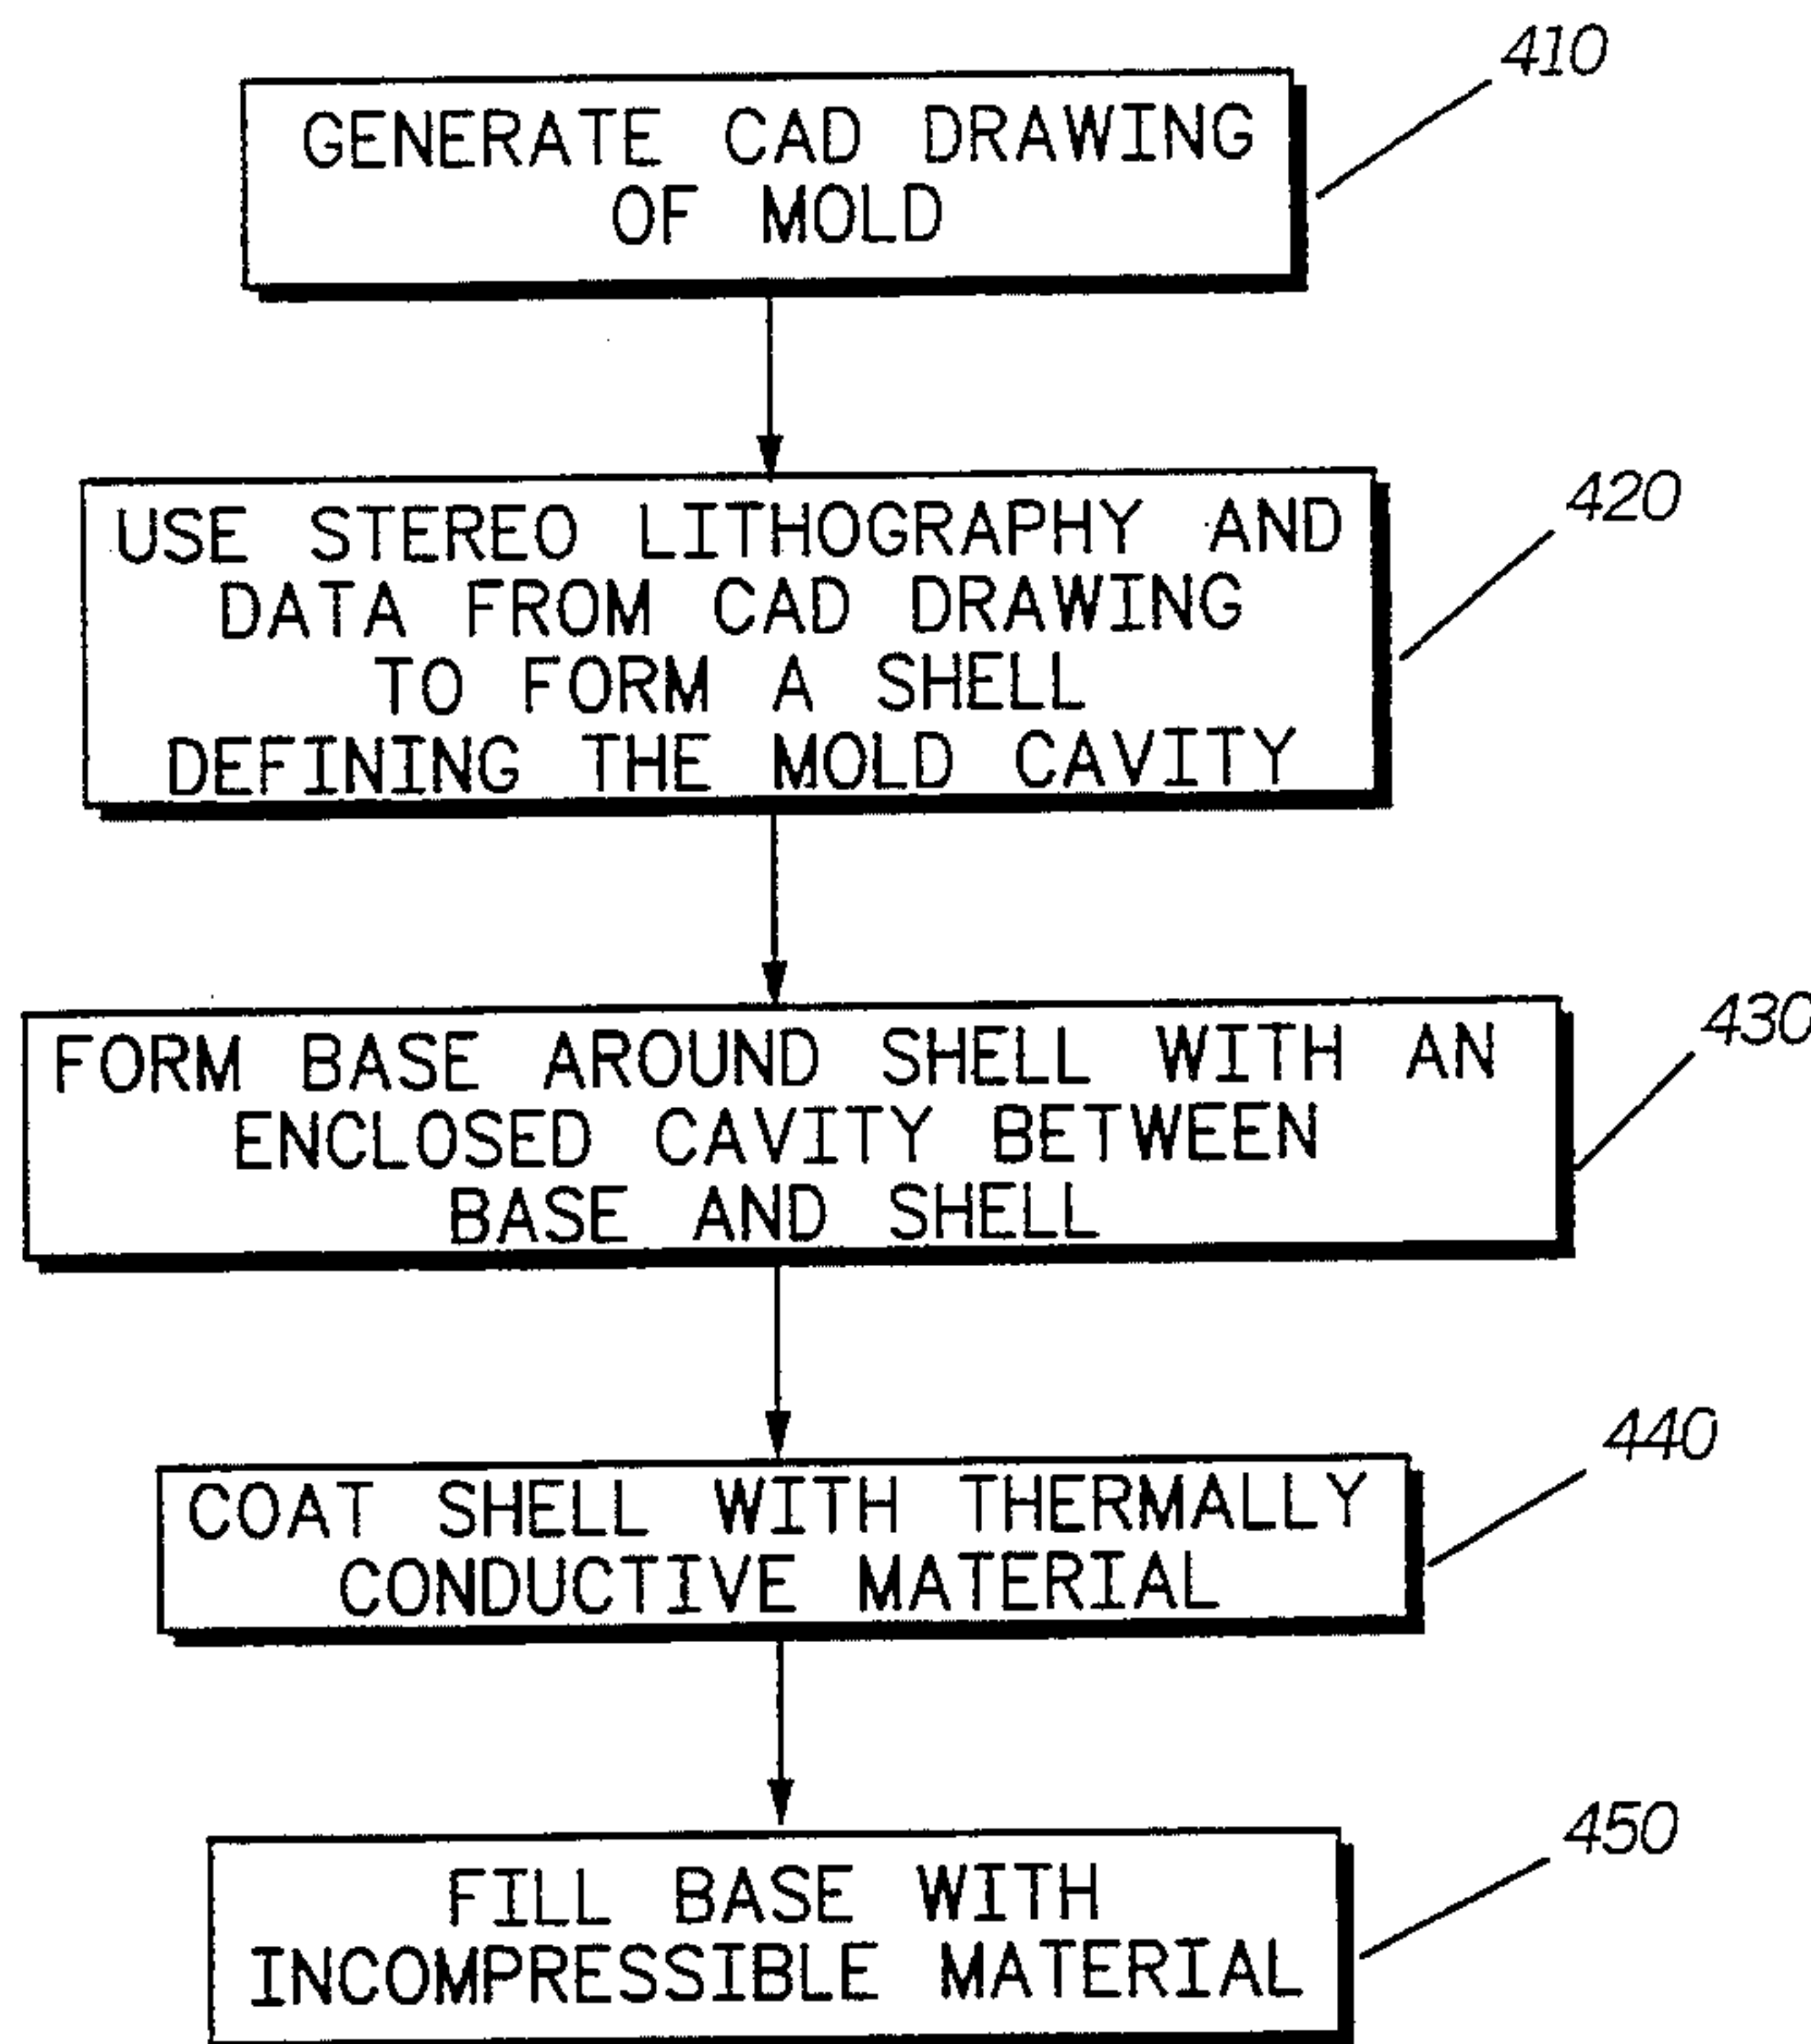 410
GENERATE CAD DRAWING
OF MOLD
420
USE STEREO LITHOGRAPHY AND
DATA FROM CAD DRAWING
TO FORM A SHELL
DEFINING THE MOLD CAVITY
430
FORM BASE AROUND SHELL WITH AN
ENCLOSED CAVITY BETWEEN
BASE AND SHELL
440
COAT SHELL WITH THERMALLY
CONDUCTIVE MATERIAL
450
FILL BASE WITH
INCOMPRESSIBLE MATERIAL